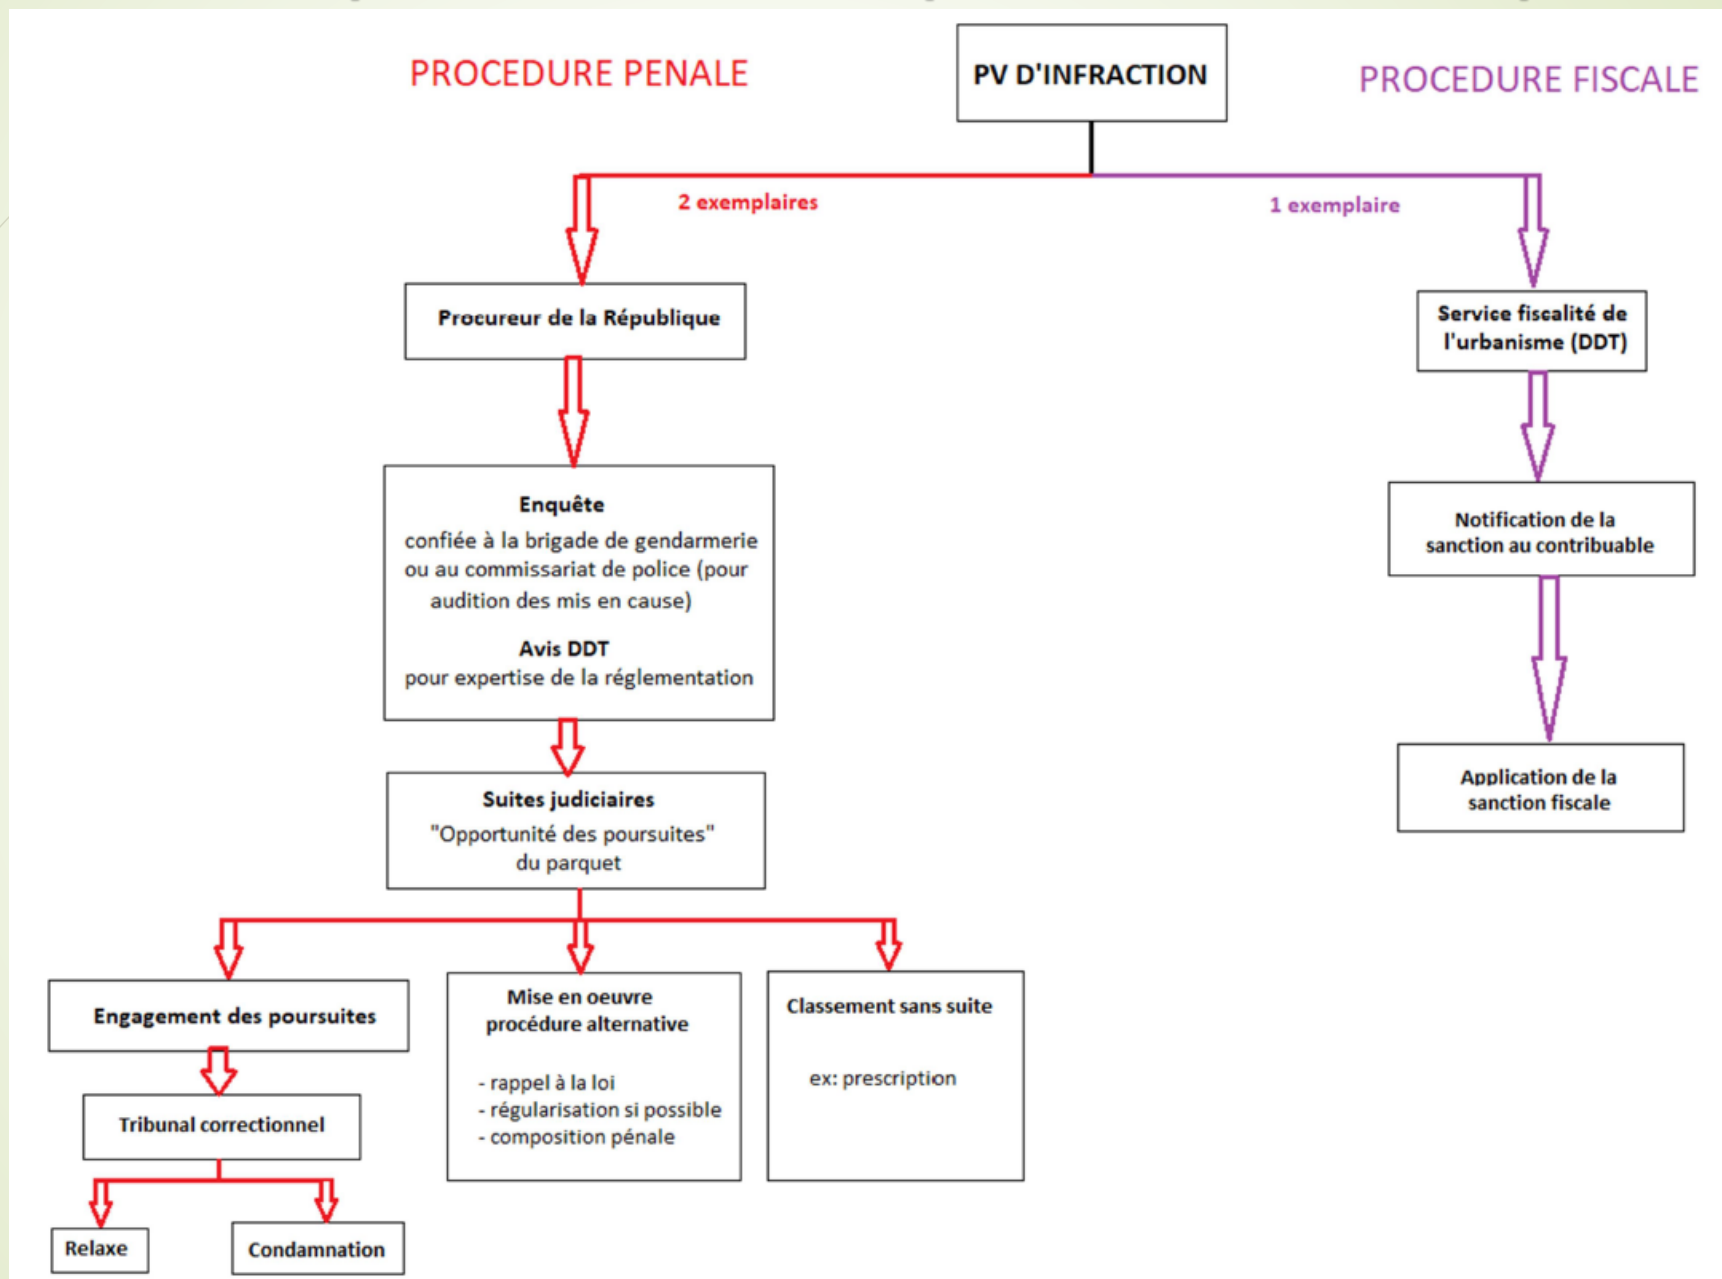 PROCEDURE PENALE
PV D'INFRACTION
PROCEDURE FISCALE
2 exemplaires
1 exemplaire
Procureur de la République
Service fiscalité de
l'urbanisme (DDT)
Enquête
confiée à la brigade de gendarmerie
ou au commissariat de police (pour
audition des mis en cause)
Avis DDT
pour expertise de la réglementation
Notification de la
sanction au contribuable
Suites judiciaires
"Opportunité des poursuites"
du parquet
Application de la
sanction fiscale
Engagement des poursuites
Mise en oeuvre
procédure alternative
- rappel à la loi
- régularisation si possible
- composition pénale
Classement sans suite
ex: prescription
Tribunal correctionnel
Relaxe
Condamnation